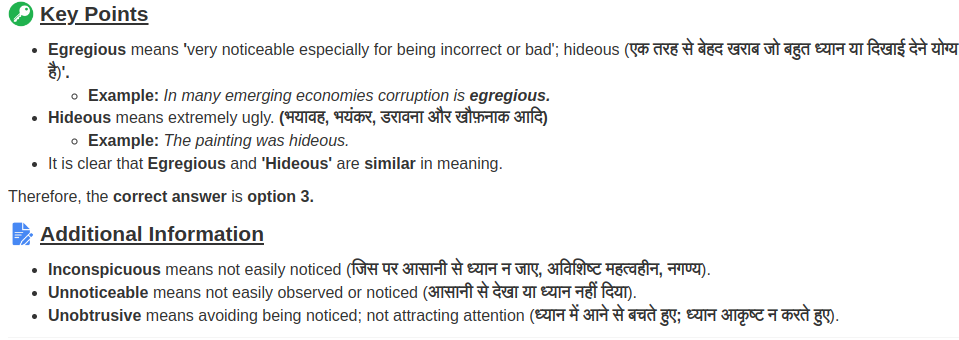 Key Points
• Egregious means 'very noticeable especially for being incorrect or bad'; hideous (एक तरह से बेहद खराब जो बहुत ध्यान या दिखाई देने योग्य
है)'.
◦ Example: In many emerging economies corruption is egregious.
• Hideous means extremely ugly. (भयावह, भयंकर, डरावना और खौफ़नाक आदि)
◦ Example: The painting was hideous.
• It is clear that Egregious and 'Hideous' are similar in meaning.
Therefore, the correct answer is option 3.
Additional Information
• Inconspicuous means not easily noticed (जिस पर आसानी से ध्यान न जाए, अविशिष्ट महत्वहीन, नगण्य).
• Unnoticeable means not easily observed or noticed (आसानी से देखा या ध्यान नहीं दिया).
• Unobtrusive means avoiding being noticed; not attracting attention (ध्यान में आने से बचते हुए; ध्यान आकृष्ट न करते हुए).